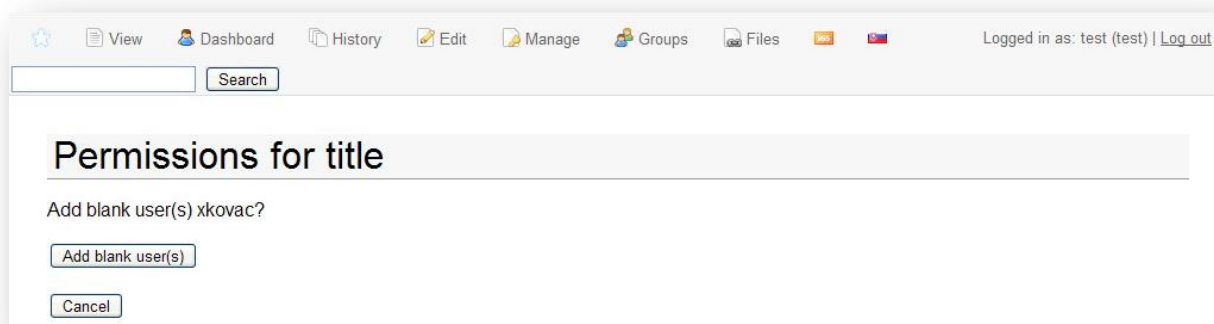 View Dashboard History Edit Manage Groups Files Logged in as: test (test) | Log out
Search
Permissions for title
Add blank user(s) xkovac?
Add blank user(s)
Cancel